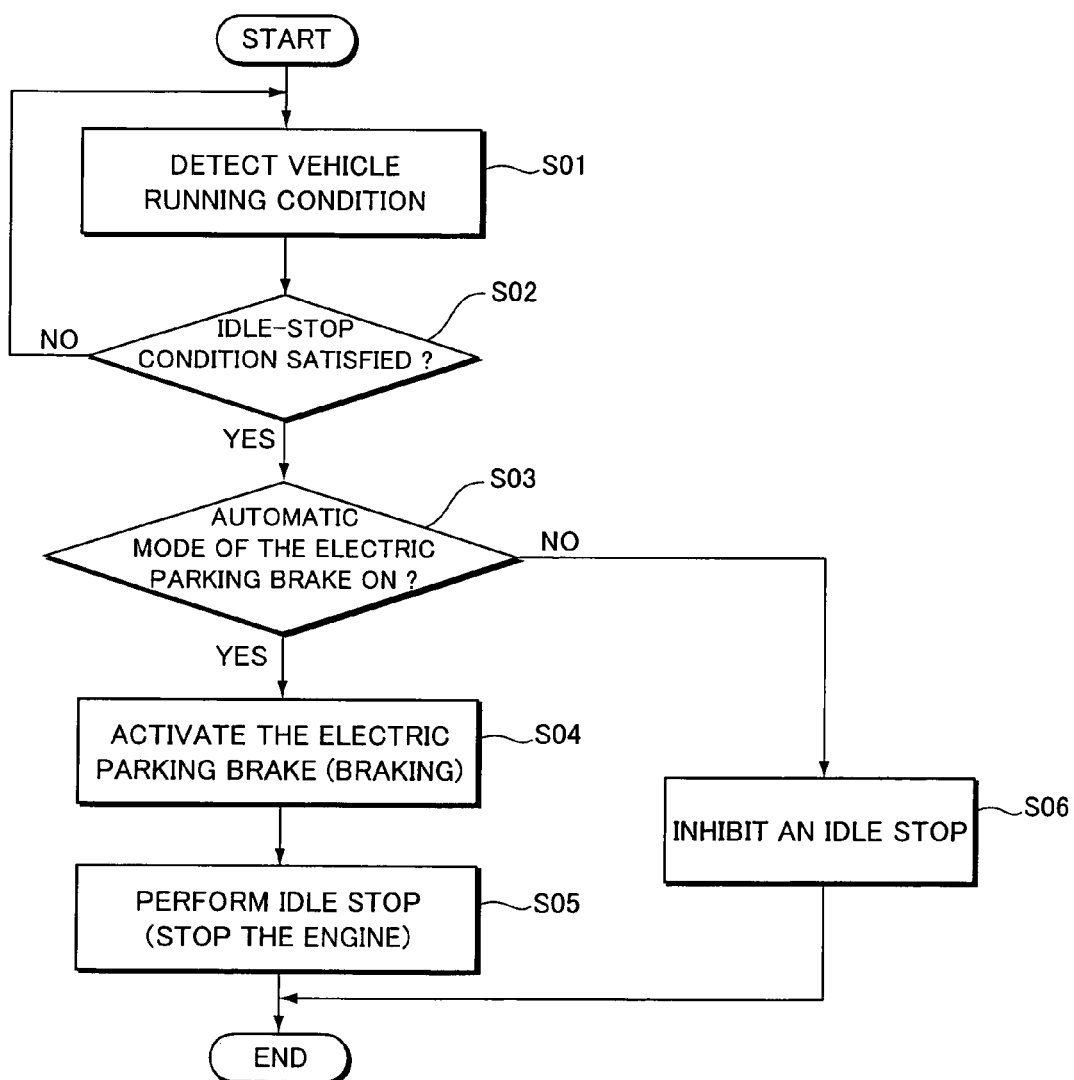 START
DETECT VEHICLE
RUNNING CONDITION
S01
IDLE-STOP
CONDITION SATISFIED ?
S02
NO
YES
AUTOMATIC
MODE OF THE ELECTRIC
PARKING BRAKE ON ?
S03
NO
YES
ACTIVATE THE ELECTRIC
PARKING BRAKE (BRAKING)
S04
INHIBIT AN IDLE STOP
S06
PERFORM IDLE STOP
(STOP THE ENGINE)
S05
END